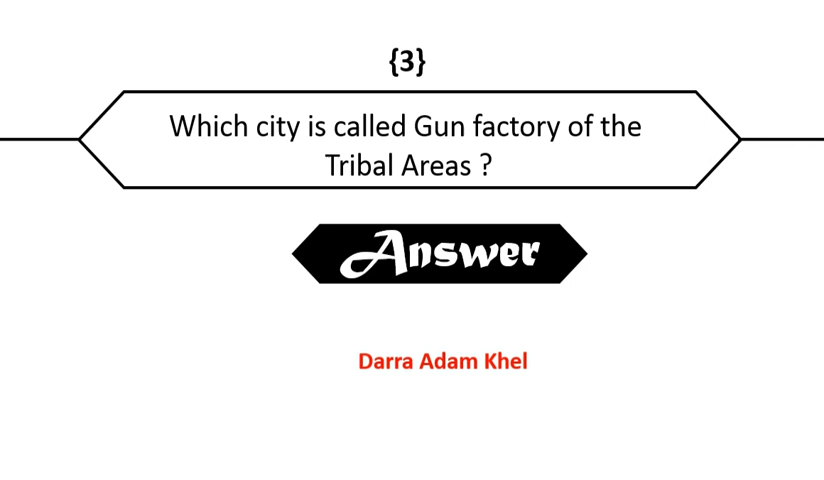 {3}
Which city is called Gun factory of the
Tribal Areas ?
Answer
Darra Adam Khel